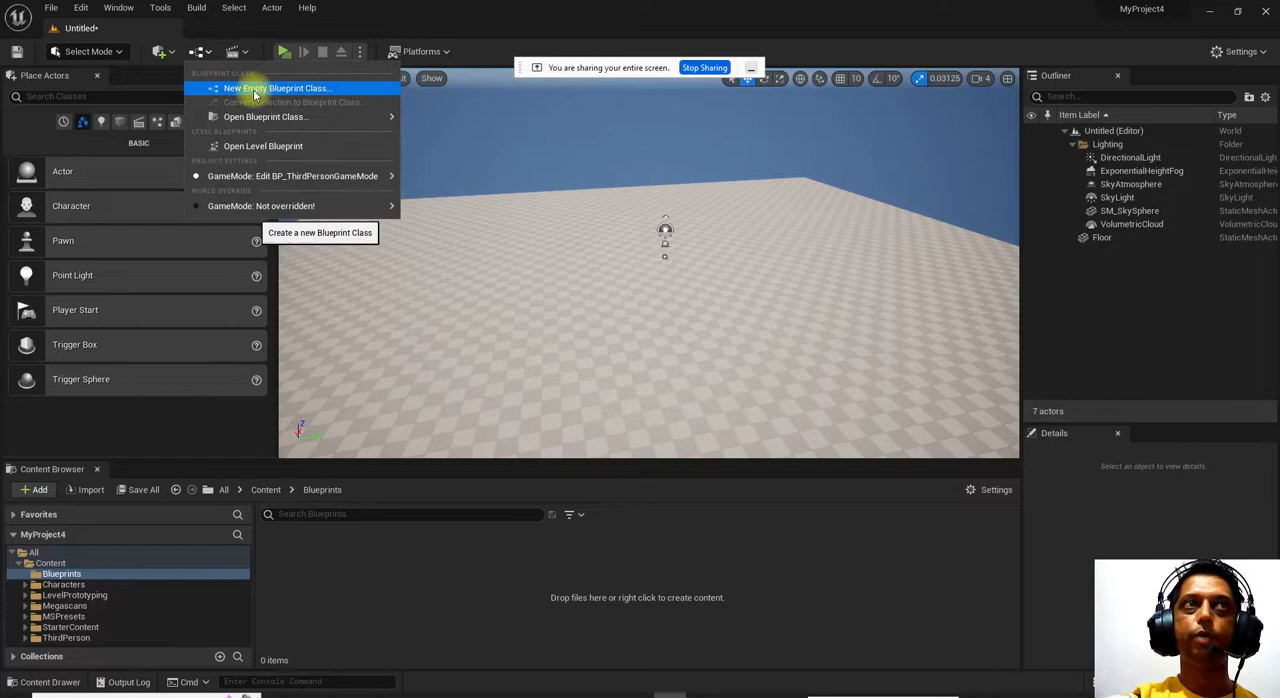 File Edit Window Tools Build Select Actor Help
MyProject4
Untitled*
Select Mode
Platforms
Settings
You are sharing your entire screen. Stop Sharing
Place Actors
Search Classes
BASIC
Actor
Character
Pawn
Point Light
Player Start
Trigger Box
Trigger Sphere
BLUEPRINT CLASS
New Empty Blueprint Class...
Convert Selection to Blueprint Class...
Open Blueprint Class...
LEVEL BLUEPRINTS
Open Level Blueprint
PROJECT SETTINGS
GameMode: Edit BP_ThirdPersonGameMode
WORLD OVERRIDE
GameMode: Not overridden!
Create a new Blueprint Class
Show
10 10° 0.03125 4
Outliner
Search...
Item Label Type
Untitled (Editor) World
Lighting Folder
DirectionalLight DirectionalLigh
ExponentialHeightFog ExponentialHei
SkyAtmosphere SkyAtmosphere
SkyLight SkyLight
SM_SkySphere StaticMeshAct
VolumetricCloud VolumetricClou
Floor StaticMeshActo
7 actors
Details
Select an object to view details.
Content Browser
Add Import Save All All Content Blueprints Settings
Favorites
MyProject4
All
Content
Blueprints
Characters
LevelPrototyping
Megascans
MSPresets
StarterContent
ThirdPerson
Collections
Search Blueprints
Drop files here or right click to create content.
0 items
Content Drawer Output Log Cmd Enter Console Command